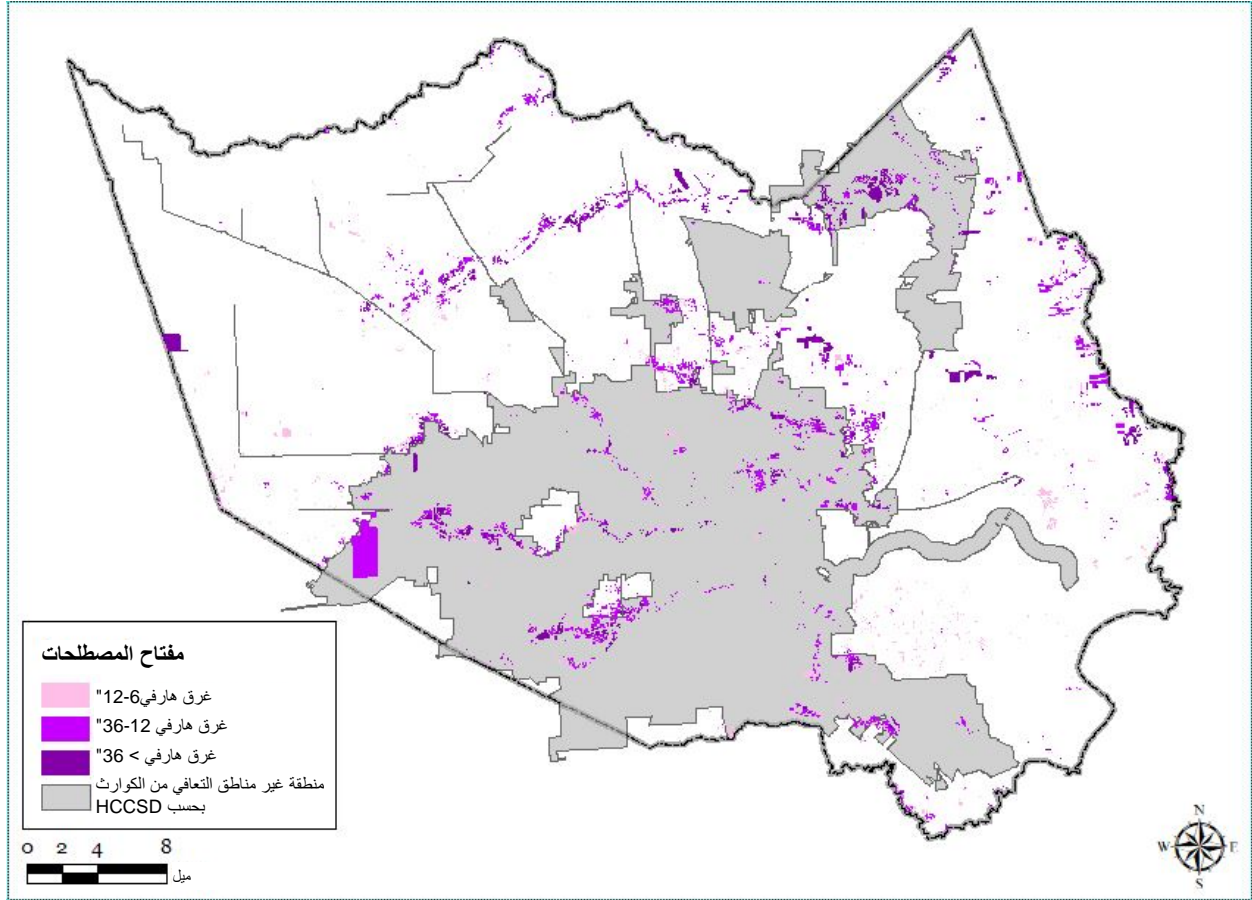 مفتاح المصطلحات
غرق هارفي6-12"
غرق هارفي 12-36"
غرق هارفي > 36"
منطقة غير مناطق التعافي من الكوارث
بحسب HCCSD
0 2 4 8
ميل
N
W E
S